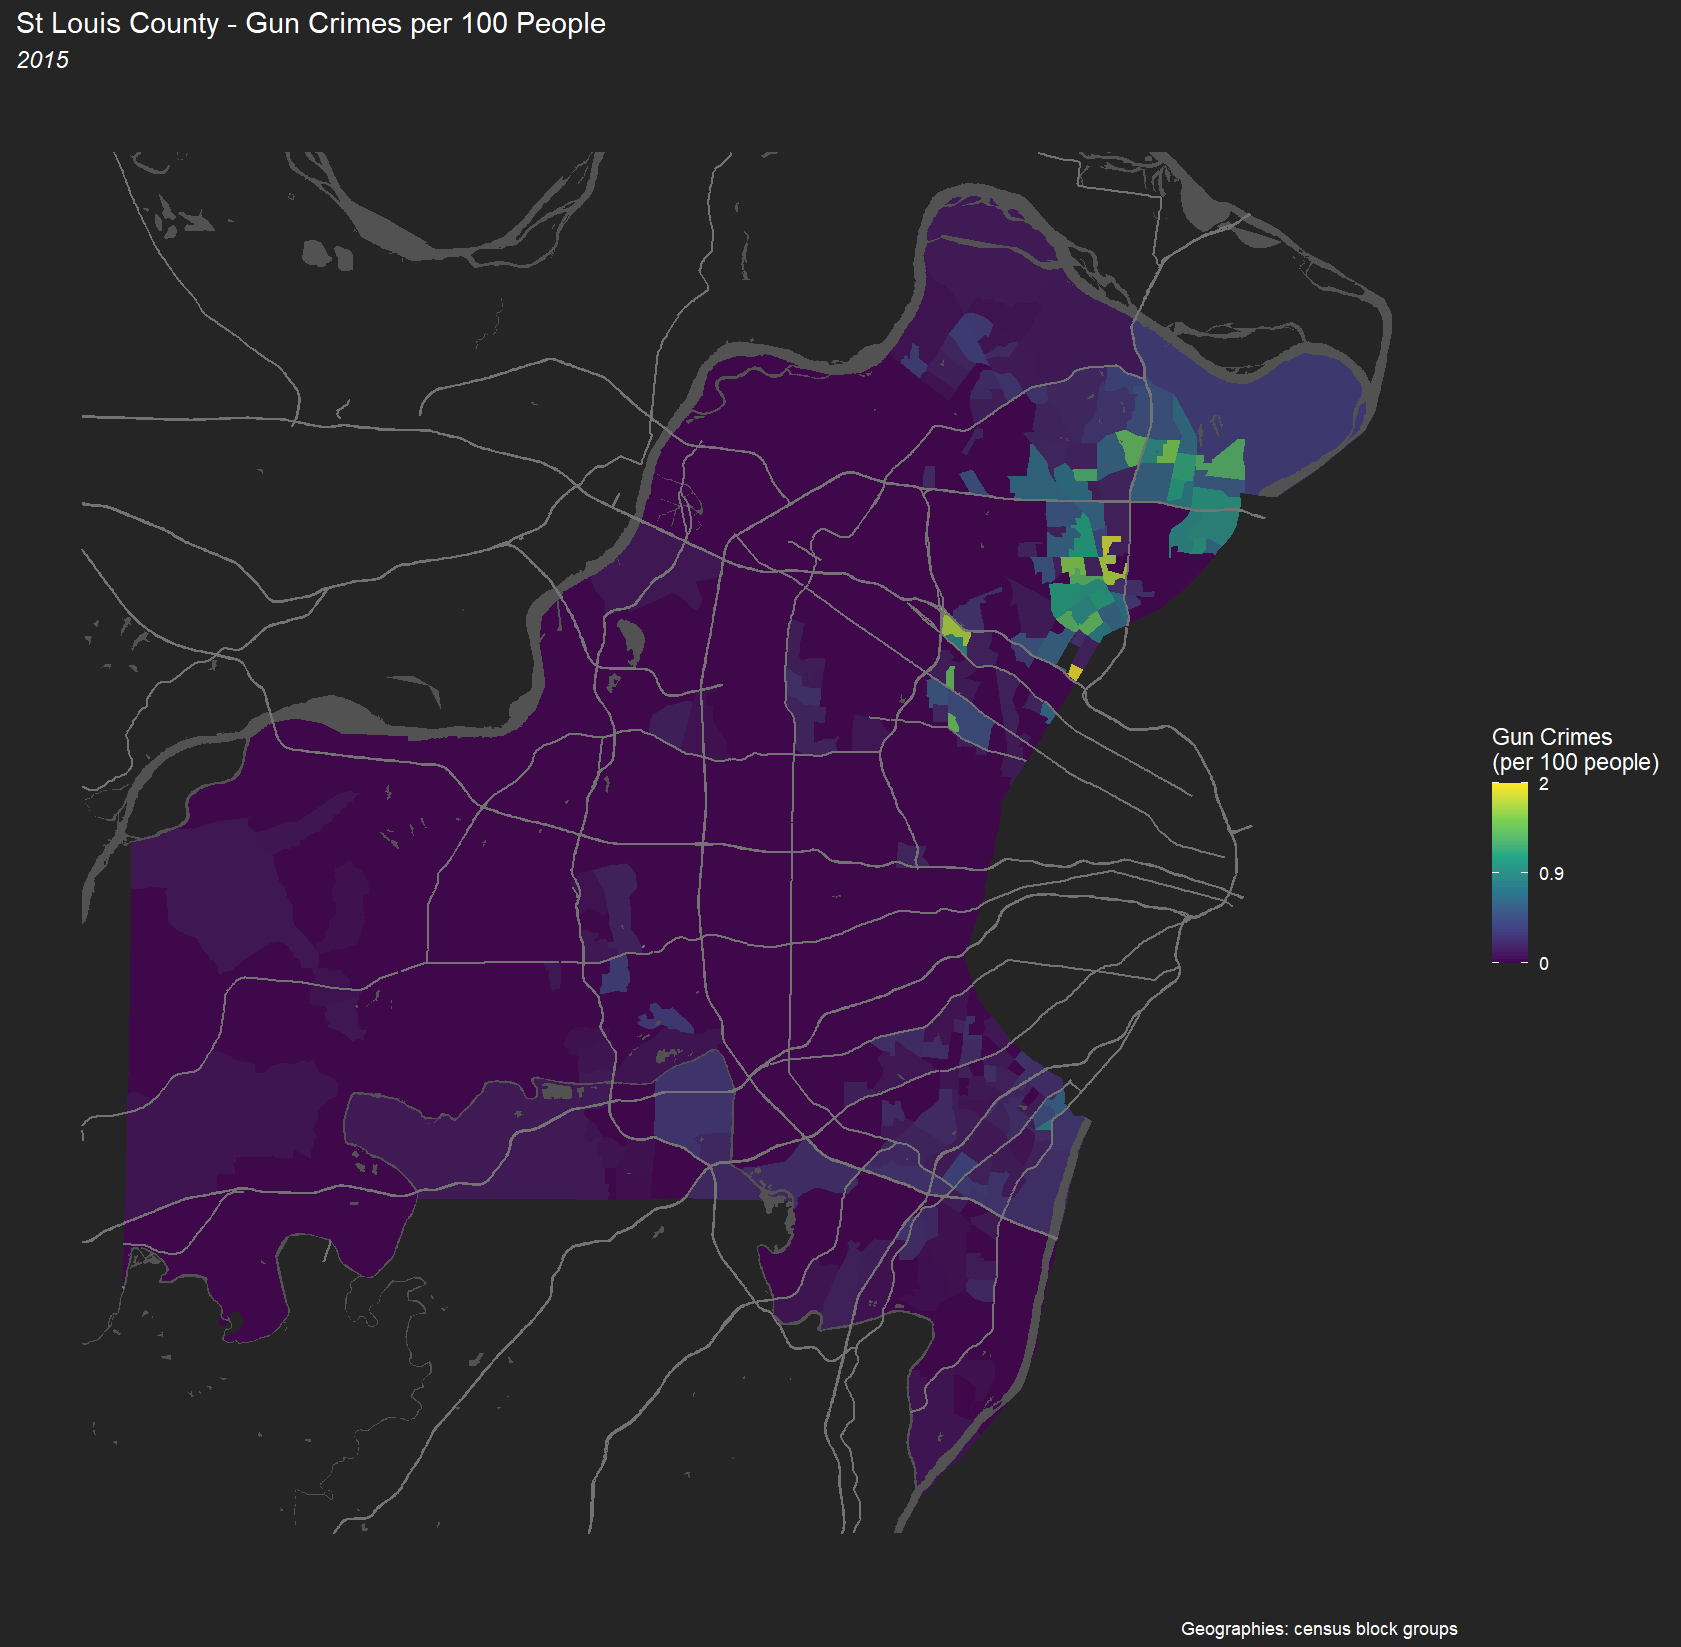 St Louis County - Gun Crimes per 100 People
2015
Gun Crimes
(per 100 people)
2
0.9
0
Geographies: census block groups